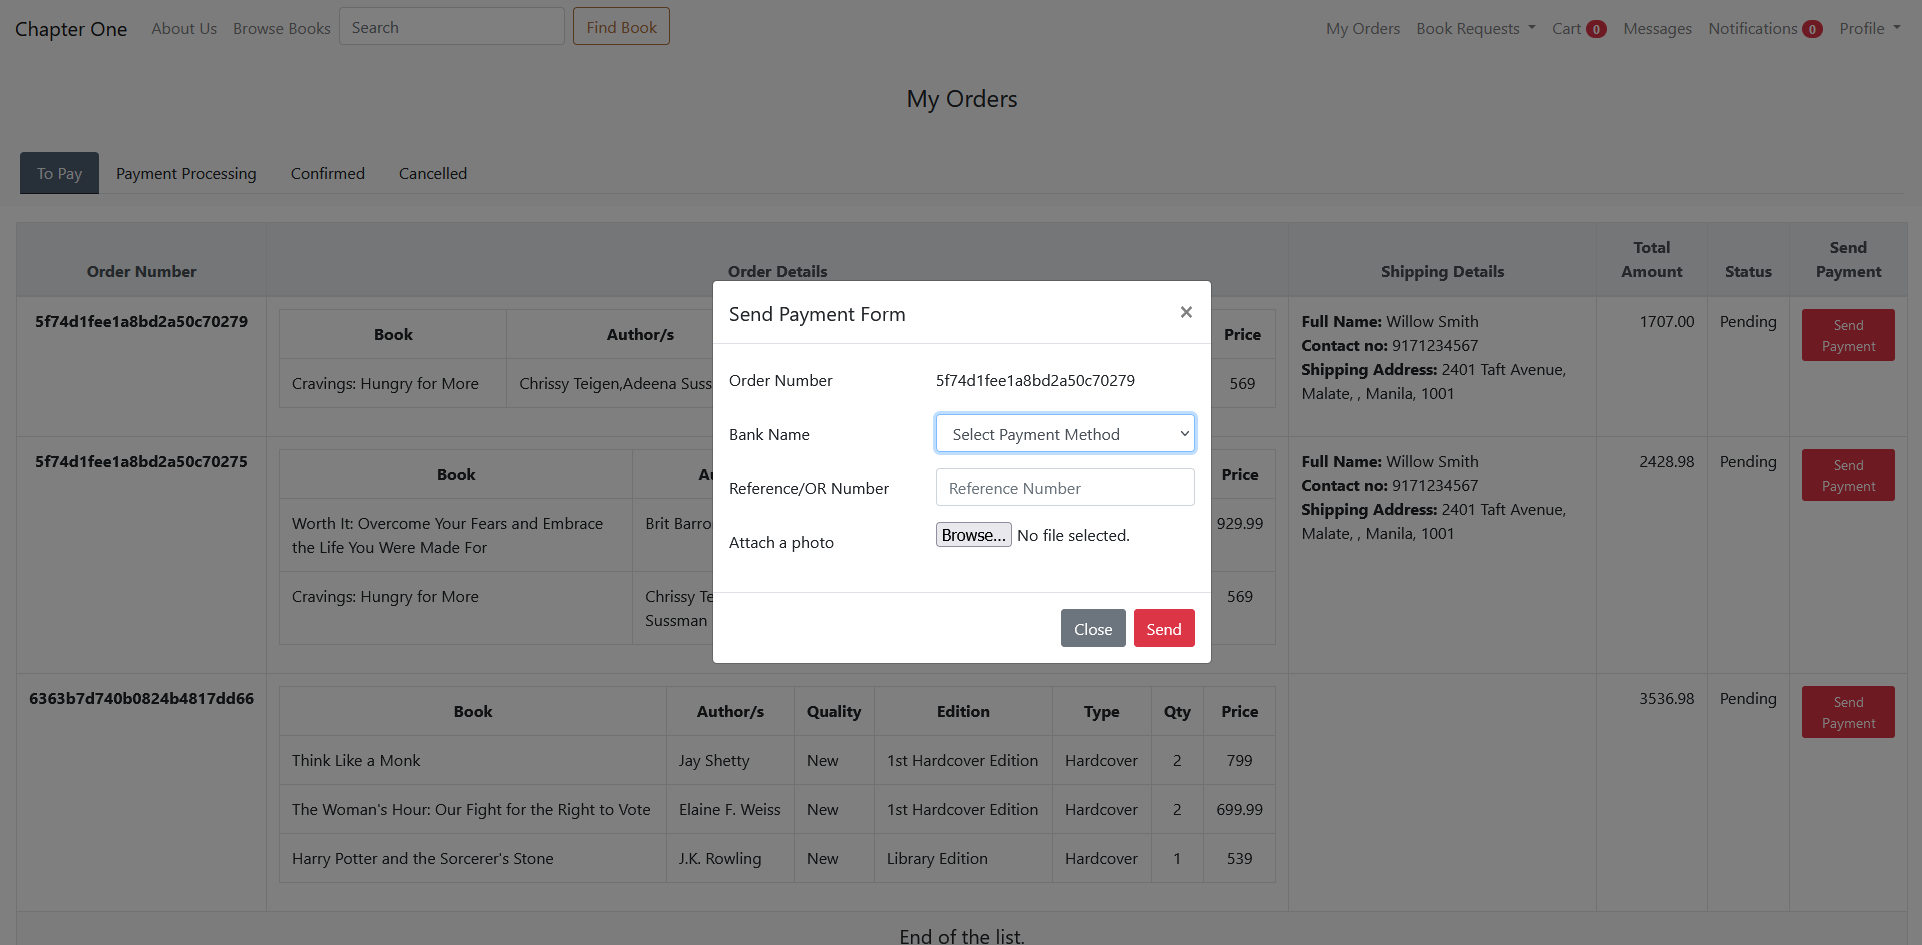 Chapter One About Us Browse Books Search Find Book My Orders Book Requests Cart 0 Messages Notifications 0 Profile
My Orders
To Pay Payment Processing Confirmed Cancelled
Order Number Order Details Shipping Details Total Amount Status Send Payment
5f74d1fee1a8bd2a50c70279
Book Author/s Price
Cravings: Hungry for More Chrissy Teigen,Adeena Suss 569
Full Name: Willow Smith
Contact no: 9171234567
Shipping Address: 2401 Taft Avenue,
Malate, , Manila, 1001
1707.00 Pending Send Payment
5f74d1fee1a8bd2a50c70275
Book Au Price
Worth It: Overcome Your Fears and Embrace
the Life You Were Made For
Brit Barro 929.99
Cravings: Hungry for More Chrissy Te 569
Sussman
Full Name: Willow Smith
Contact no: 9171234567
Shipping Address: 2401 Taft Avenue,
Malate, , Manila, 1001
2428.98 Pending Send Payment
6363b7d740b0824b4817dd66
Book Author/s Quality Edition Type Qty Price
Think Like a Monk Jay Shetty New 1st Hardcover Edition Hardcover 2 799
The Woman's Hour: Our Fight for the Right to Vote Elaine F. Weiss New 1st Hardcover Edition Hardcover 2 699.99
Harry Potter and the Sorcerer's Stone J.K. Rowling New Library Edition Hardcover 1 539
3536.98 Pending Send Payment
End of the list.
Send Payment Form ×
Order Number 5f74d1fee1a8bd2a50c70279
Bank Name Select Payment Method
Reference/OR Number Reference Number
Attach a photo Browse... No file selected.
Close Send